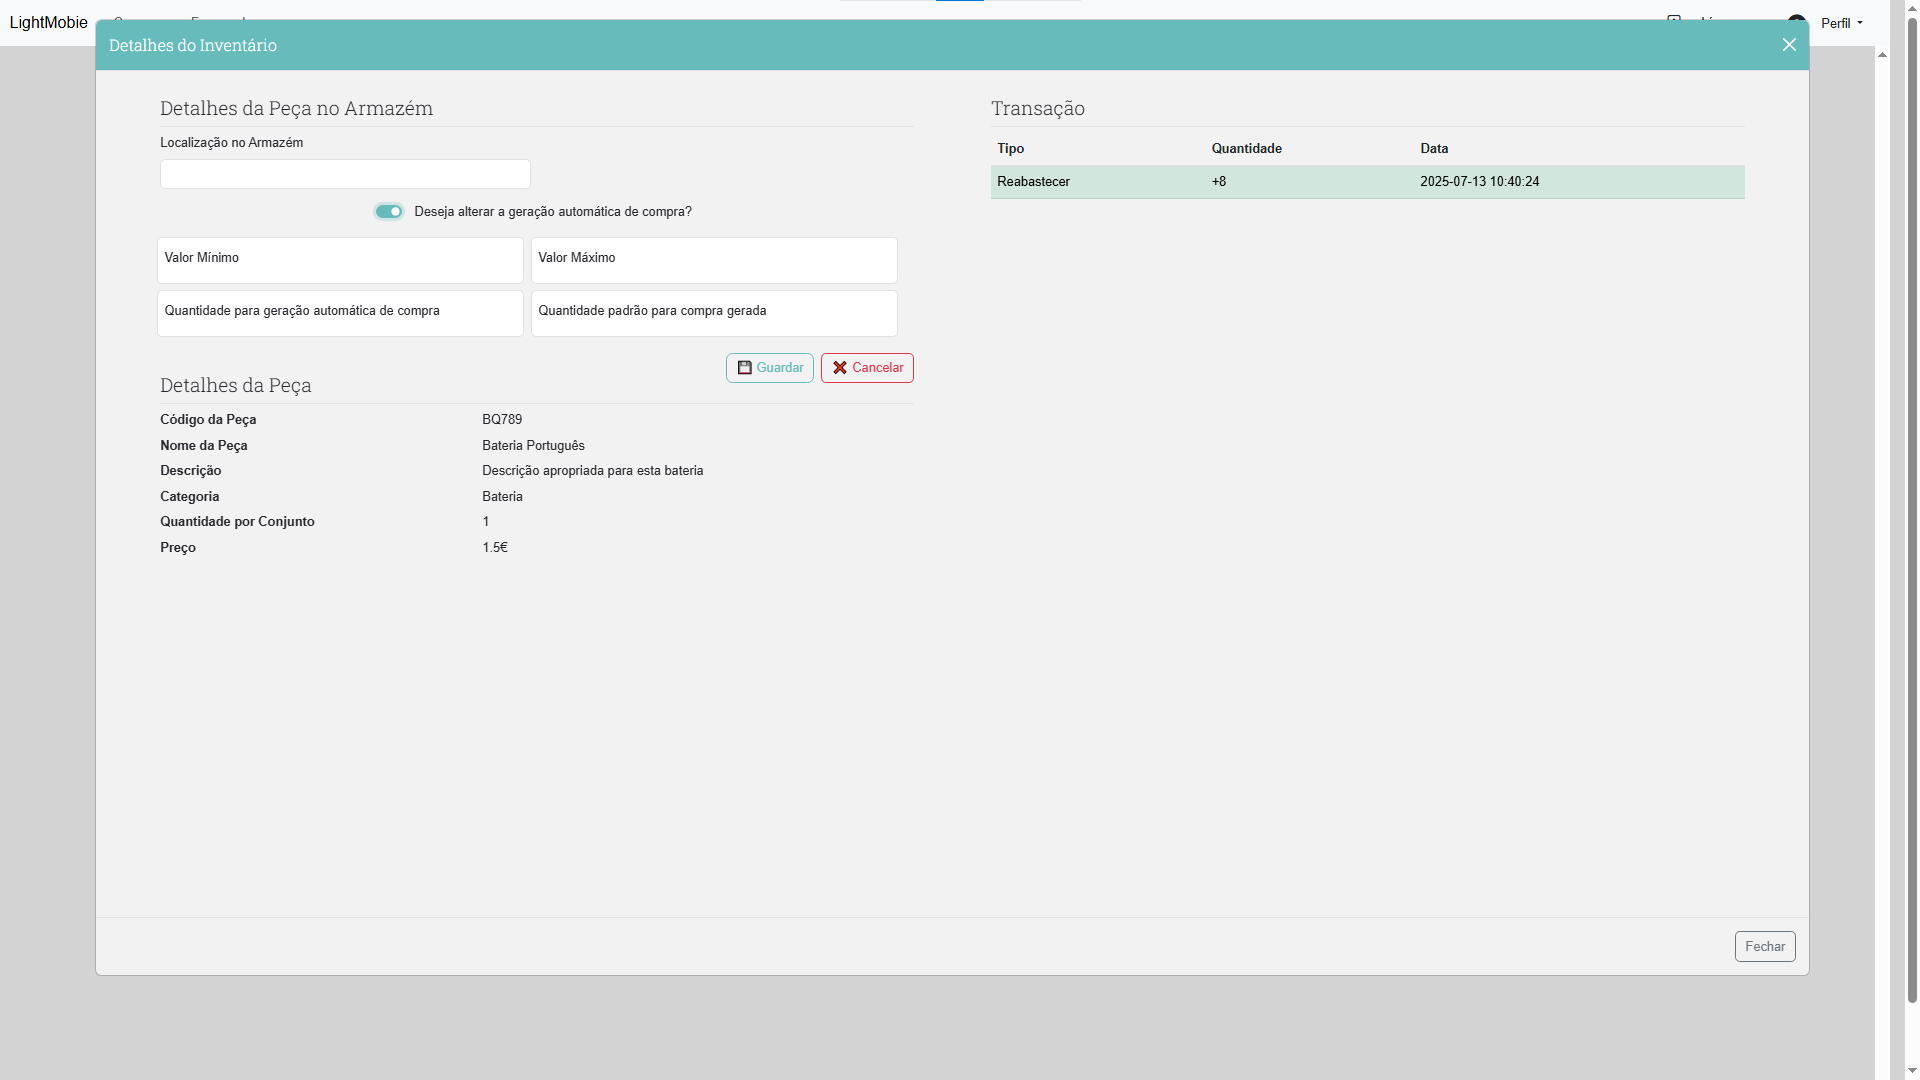 LightMobie
Perfil
Detalhes do Inventário
Detalhes da Peça no Armazém
Localização no Armazém
Deseja alterar a geração automática de compra?
Valor Mínimo
Valor Máximo
Quantidade para geração automática de compra
Quantidade padrão para compra gerada
Guardar
Cancelar
Detalhes da Peça
Código da Peça BQ789
Nome da Peça Bateria Português
Descrição Descrição apropriada para esta bateria
Categoria Bateria
Quantidade por Conjunto 1
Preço 1.5€
Transação
Tipo Quantidade Data
Reabastecer +8 2025-07-13 10:40:24
Fechar